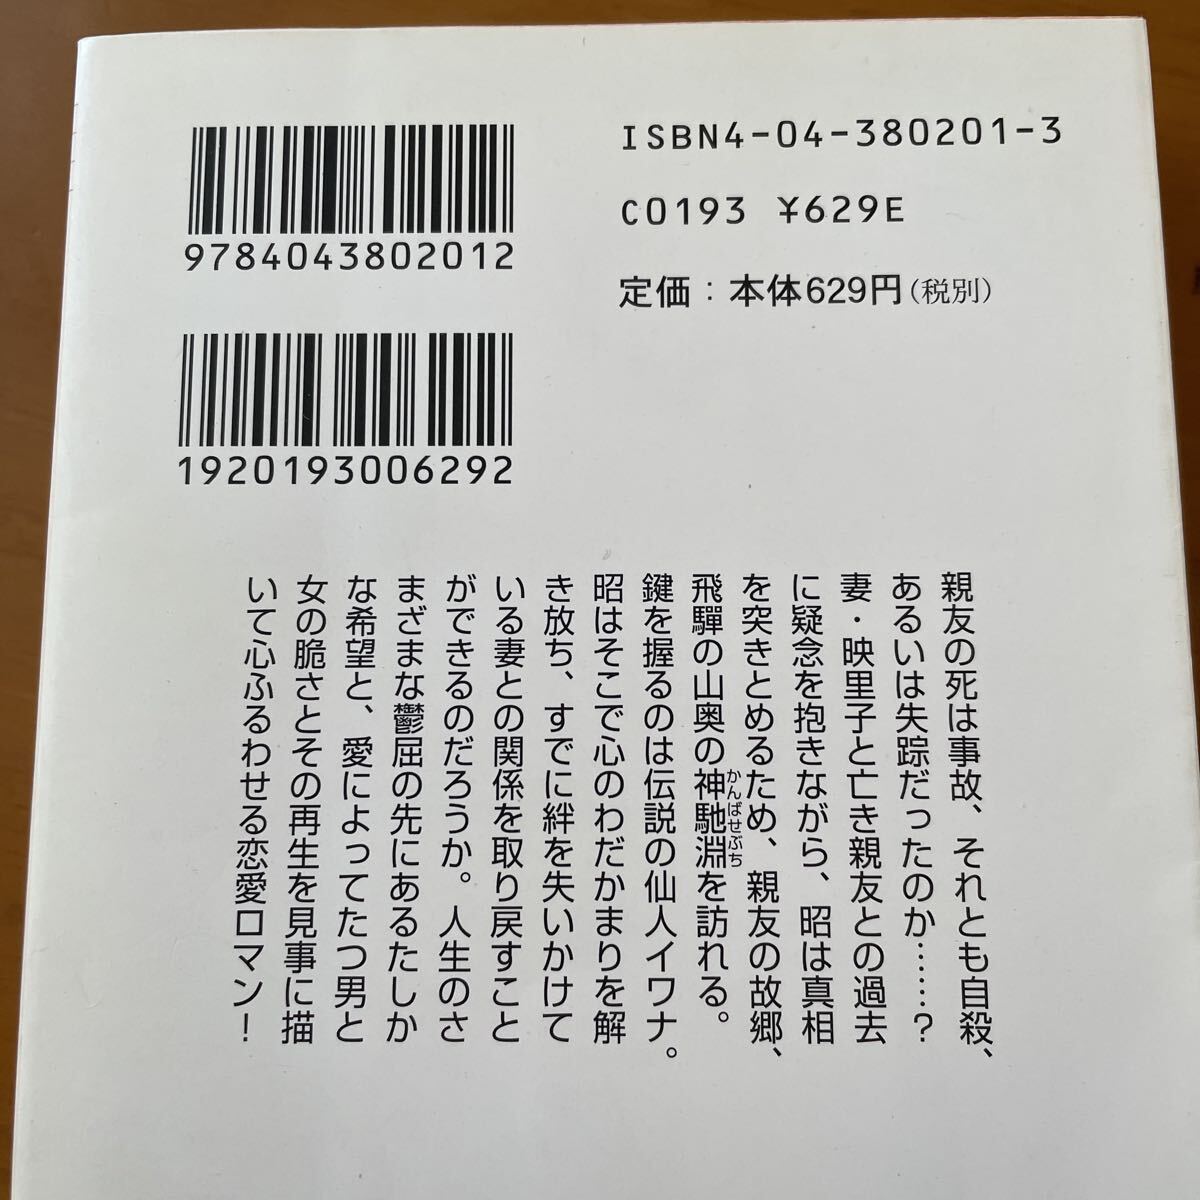 9784043802012
1920193006292
ISBN4-04-380201-3
C0193 ¥629E
定価：本体629円（税別）
親友の死は事故、それとも自殺、
あるいは失踪だったのか……？
妻・映里子と亡き親友との過去
に疑念を抱きながら、昭は真相
を突きとめるため、親友の故郷、
飛驒の山奥の神馳淵を訪れる。
かんばせぶち
鍵を握るのは伝説の仙人イワナ。
昭はそこで心のわだかまりを解
き放ち、すでに絆を失いかけて
いる妻との関係を取り戻すこと
ができるのだろうか。人生のさ
まざまな鬱屈の先にあるたしか
な希望と、愛によってたつ男と
女の脆さとその再生を見事に描
いて心ふるわせる恋愛ロマン！